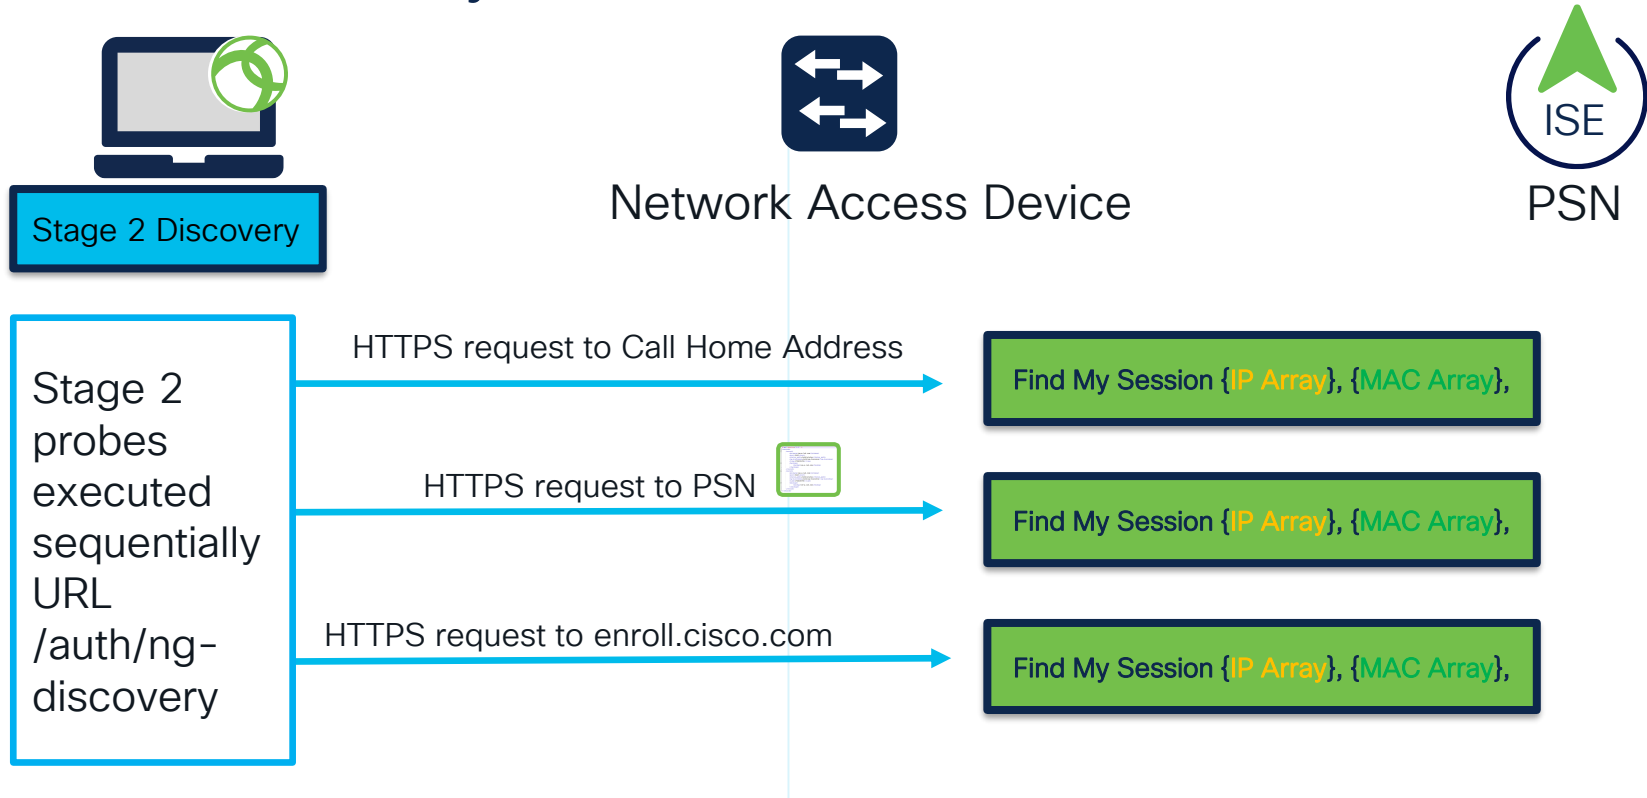 ISE
Network Access Device
PSN
Stage 2 Discovery
HTTPS request to Call Home Address
Find My Session {IP Array}, {MAC Array},
Stage 2
probes
executed
sequentially
URL
/auth/ng-
discovery
HTTPS request to PSN
Find My Session {IP Array}, {MAC Array},
HTTPS request to enroll.cisco.com
Find My Session {IP Array}, {MAC Array},